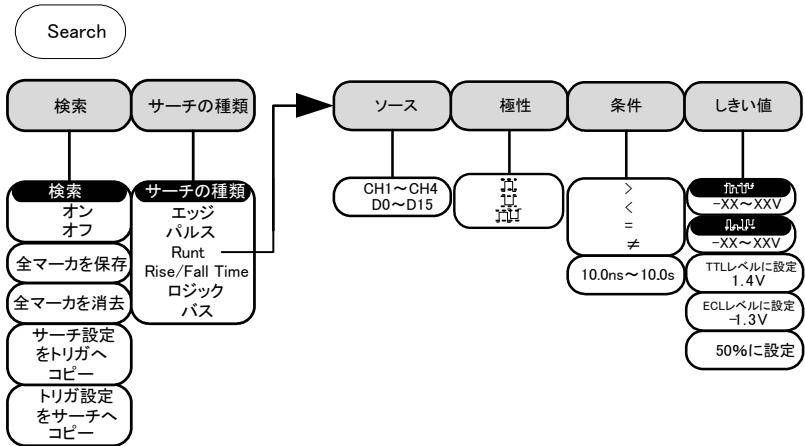 Search
検索
サーチの種類
ソース
極性
条件
しきい値
検索
オン
オフ
全マーカを保存
全マーカを消去
サーチ設定
をトリガへ
コピー
トリガ設定
をサーチへ
コピー
サーチの種類
エッジ
パルス
Runt
Rise/Fall Time
ロジック
バス
CH1～CH4
D0～D15
>
<
=
≠
10.0ns～10.0s
-XX～XXV
-XX～XXV
TTLレベルに設定
1.4V
ECLレベルに設定
-1.3V
50%に設定